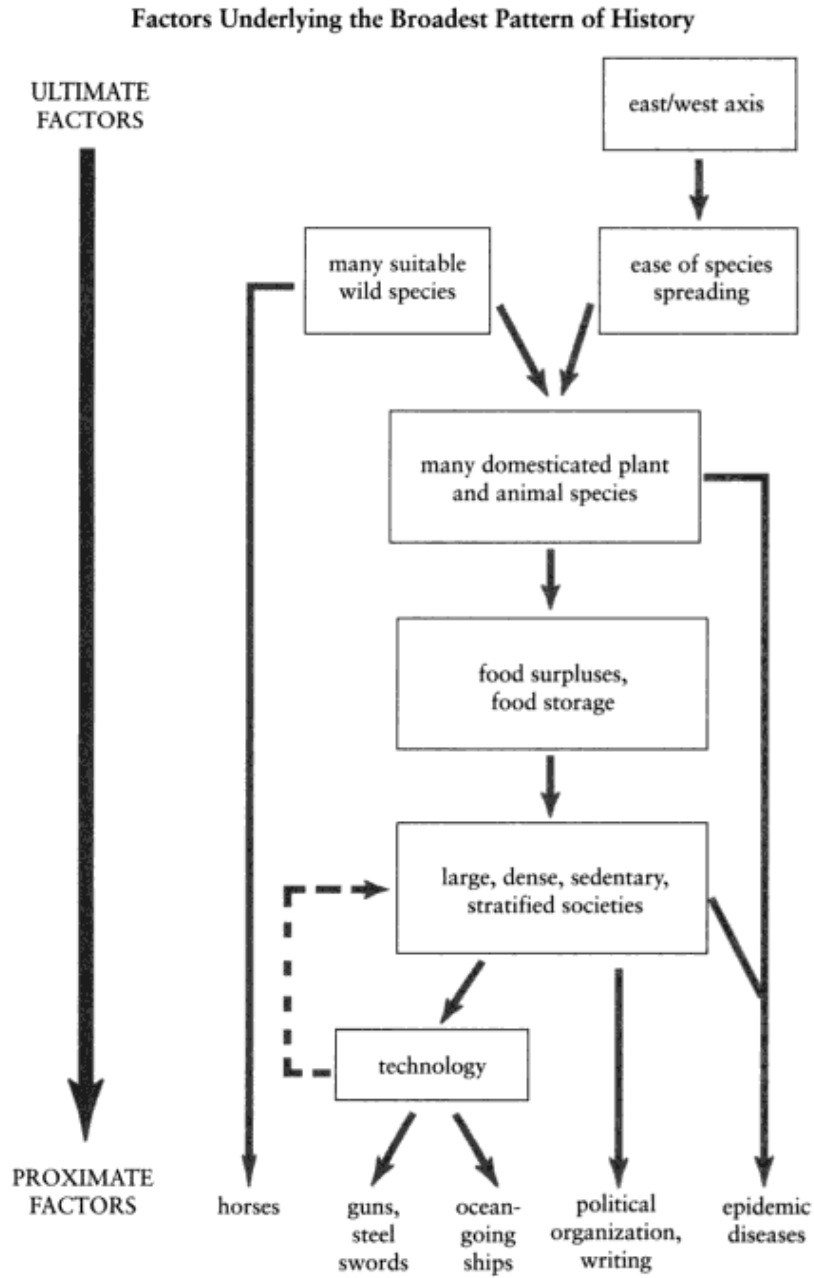 Factors Underlying the Broadest Pattern of History
ULTIMATE
FACTORS
east/west axis
many suitable
wild species
ease of species
spreading
many domesticated plant
and animal species
food surpluses,
food storage
large, dense, sedentary,
stratified societies
technology
PROXIMATE
FACTORS
horses
guns,
steel
swords
ocean-
going
ships
political
organization,
writing
epidemic
diseases